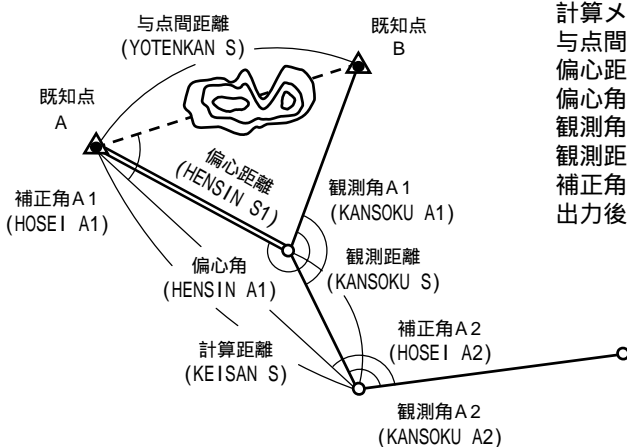 与点間距離
(YOTENKAN S)
既知点
B
既知点
A
偏心距離
(HENSIN S1)
補正角A1
(HOSEI A1)
観測角A1
(KANSOKU A1)
偏心角
(HENSIN A1)
観測距離
(KANSOKU S)
計算距離
(KEISAN S)
補正角A2
(HOSEI A2)
観測角A2
(KANSOKU A2)
計算メ
与点間
偏心距
偏心角
観測角
観測距
補正角
出力後